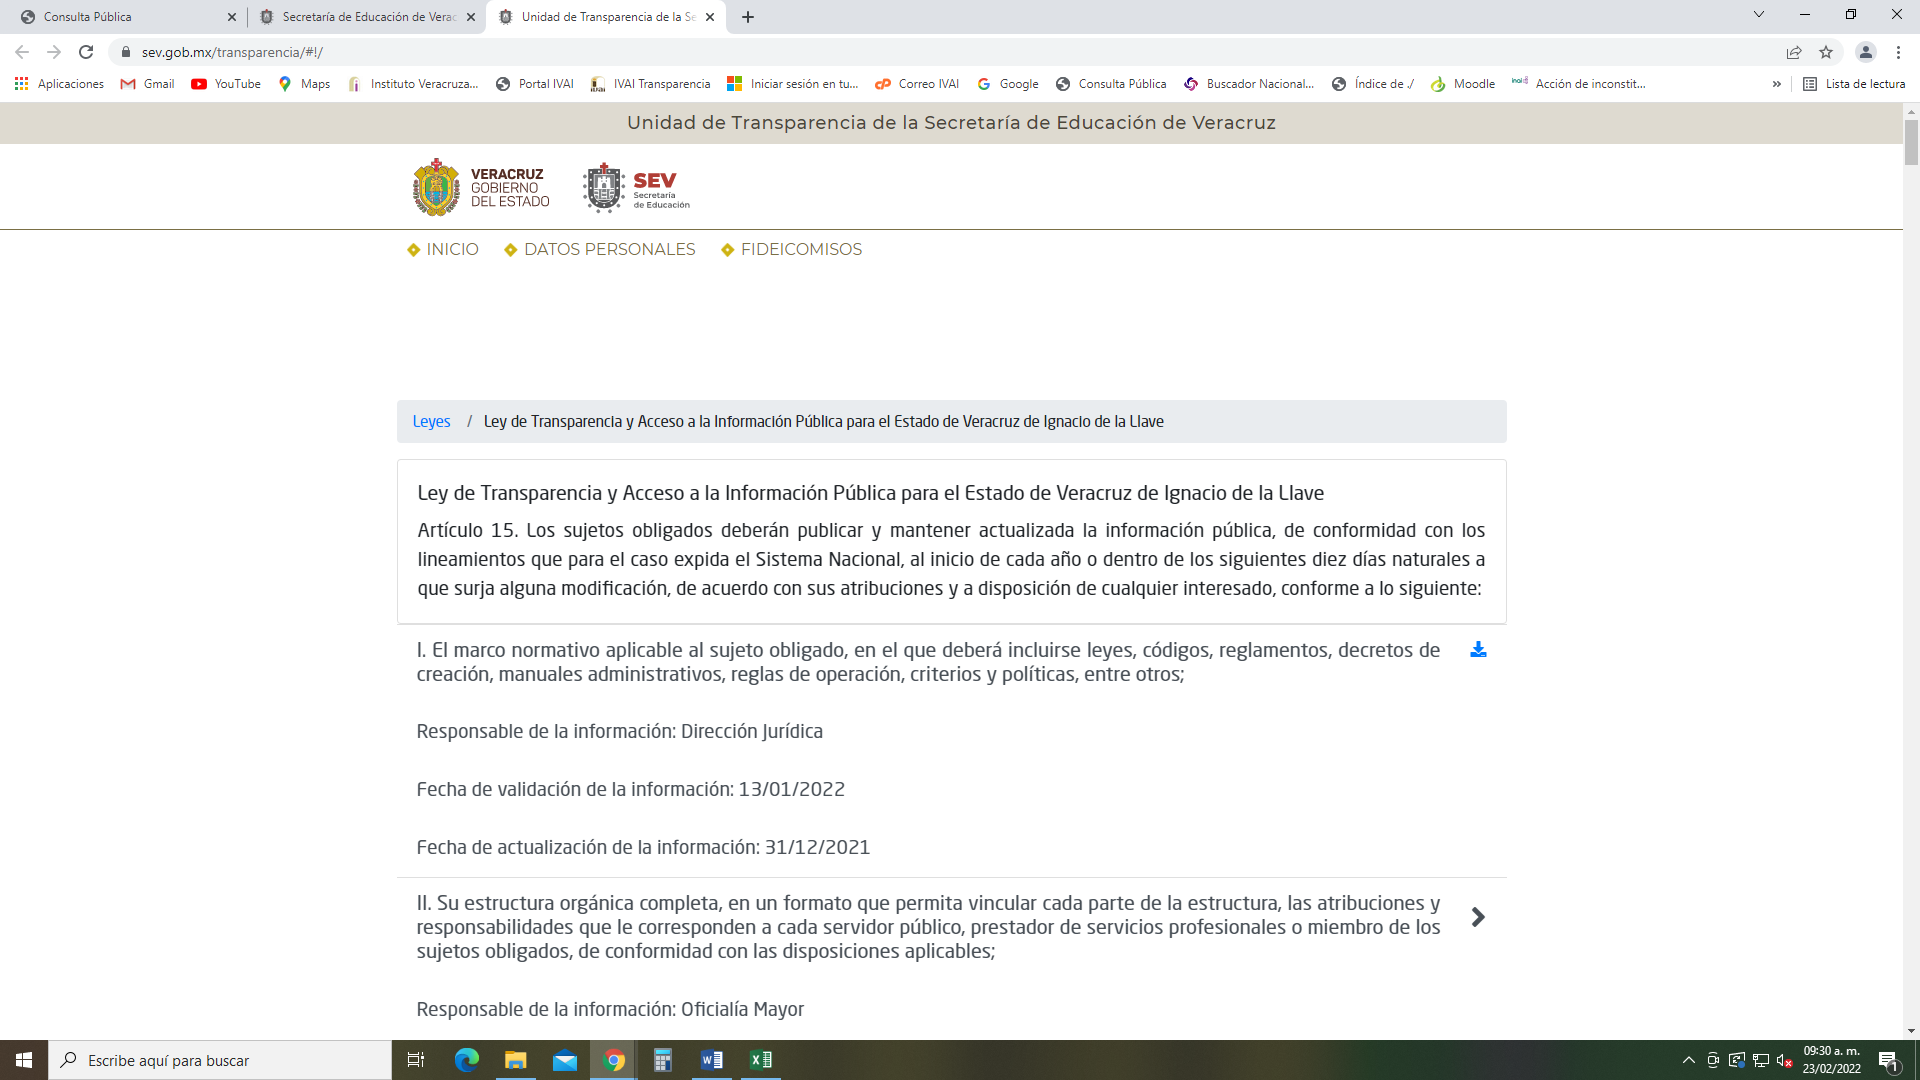 Consulta Pública
Secretaría de Educación de Verac
Unidad de Transparencia de la Se
sev.gob.mx/transparencia/#!/
Aplicaciones Gmail YouTube Maps Instituto Veracruza... Portal IVAI IVAI Transparencia Iniciar sesión en tu... Correo IVAI Google Consulta Pública Buscador Nacional... Índice de ./ Moodle Acción de inconstit... » Lista de lectura
Unidad de Transparencia de la Secretaría de Educación de Veracruz
VERACRUZ
GOBIERNO
DEL ESTADO
SEV
Secretaría
de Educación
INICIO DATOS PERSONALES FIDEICOMISOS
Leyes / Ley de Transparencia y Acceso a la Información Pública para el Estado de Veracruz de Ignacio de la Llave
Ley de Transparencia y Acceso a la Información Pública para el Estado de Veracruz de Ignacio de la Llave
Artículo 15. Los sujetos obligados deberán publicar y mantener actualizada la información pública, de conformidad con los
lineamientos que para el caso expida el Sistema Nacional, al inicio de cada año o dentro de los siguientes diez días naturales a
que surja alguna modificación, de acuerdo con sus atribuciones y a disposición de cualquier interesado, conforme a lo siguiente:
I. El marco normativo aplicable al sujeto obligado, en el que deberá incluirse leyes, códigos, reglamentos, decretos de
creación, manuales administrativos, reglas de operación, criterios y políticas, entre otros;
Responsable de la información: Dirección Jurídica
Fecha de validación de la información: 13/01/2022
Fecha de actualización de la información: 31/12/2021
II. Su estructura orgánica completa, en un formato que permita vincular cada parte de la estructura, las atribuciones y
responsabilidades que le corresponden a cada servidor público, prestador de servicios profesionales o miembro de los
sujetos obligados, de conformidad con las disposiciones aplicables;
Responsable de la información: Oficialía Mayor
Escribe aquí para buscar
09:30 a. m.
23/02/2022
1